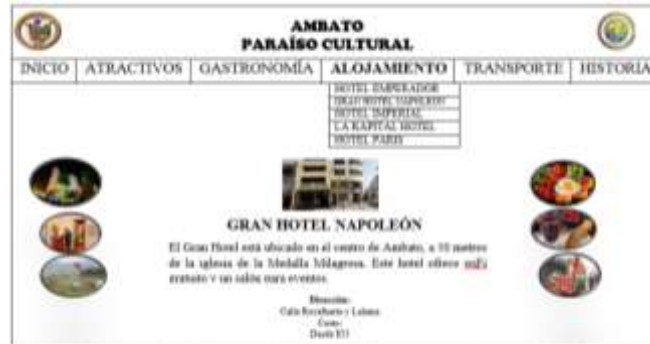 AMBATO
PARAÍSO CULTURAL
INICIO ATRACTIVOS GASTRONOMÍA ALOJAMIENTO TRANSPORTE HISTORIA
HOTEL EMPERADOR
GRAN HOTEL NAPOLEÓN
HOTEL IMPERIAL
LA KAPITAL HOTEL
HOTEL PARIS
GRAN HOTEL NAPOLEÓN
El Gran Hotel está ubicado en el centro de Ambato, a 50 metros
de la iglesia de la Medalla Milagrosa. Este hotel ofrece wifi
gratuito y un salón para eventos.
Dirección:
Calle y Lalama
Costo:
Desde